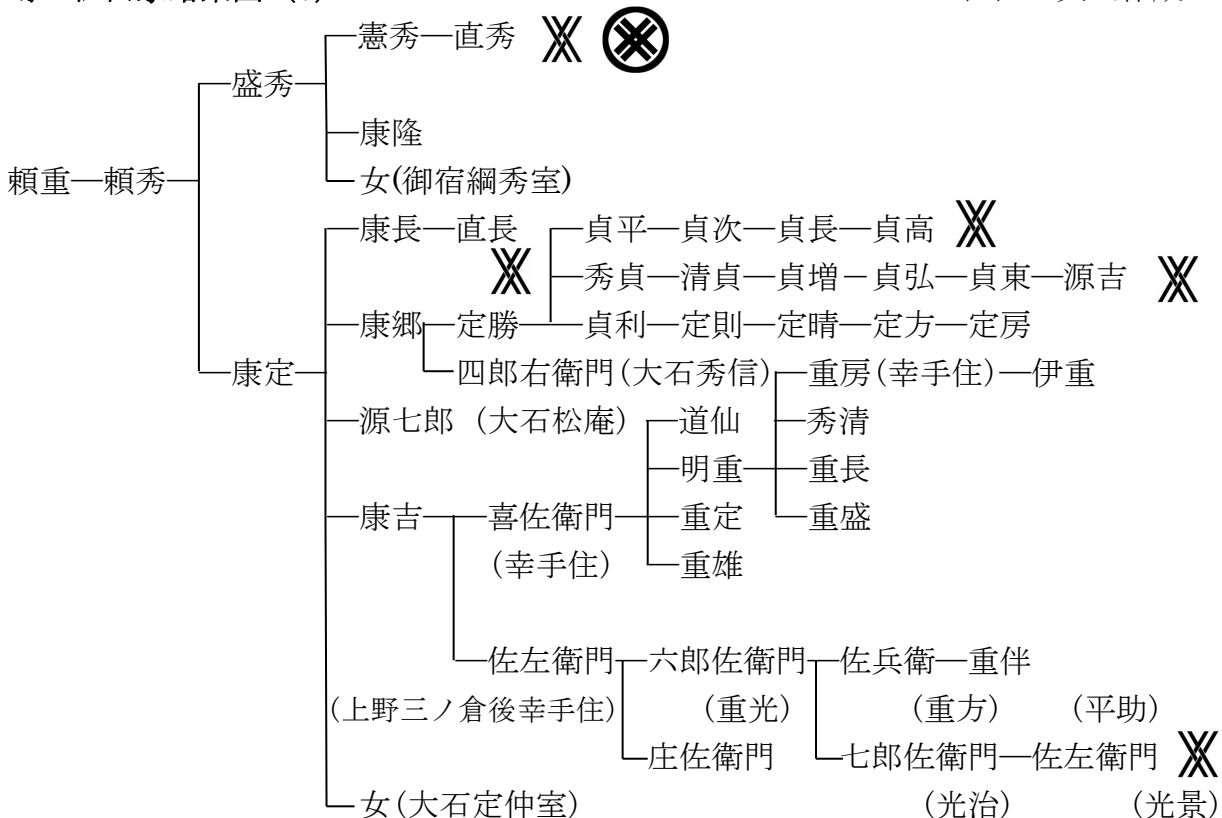 憲秀―直秀
盛秀
康隆
頼重―頼秀
女(御宿綱秀室)
康長―直長
貞平―貞次―貞長―貞高
秀貞―清貞―貞増－貞弘―貞東―源吉
康郷
定勝
貞利―定則―定晴―定方―定房
康定
四郎右衛門(大石秀信)
重房(幸手住)―伊重
源七郎 (大石松庵)
道仙
秀清
明重
重長
康吉
喜佐衛門
重定
重盛
(幸手住)
重雄
佐左衛門
六郎佐衛門
佐兵衛―重伴
(上野三ノ倉後幸手住)
(重光)
(重方)
(平助)
庄佐衛門
七郎佐衛門―佐左衛門
女(大石定仲室)
(光治)
(光景)